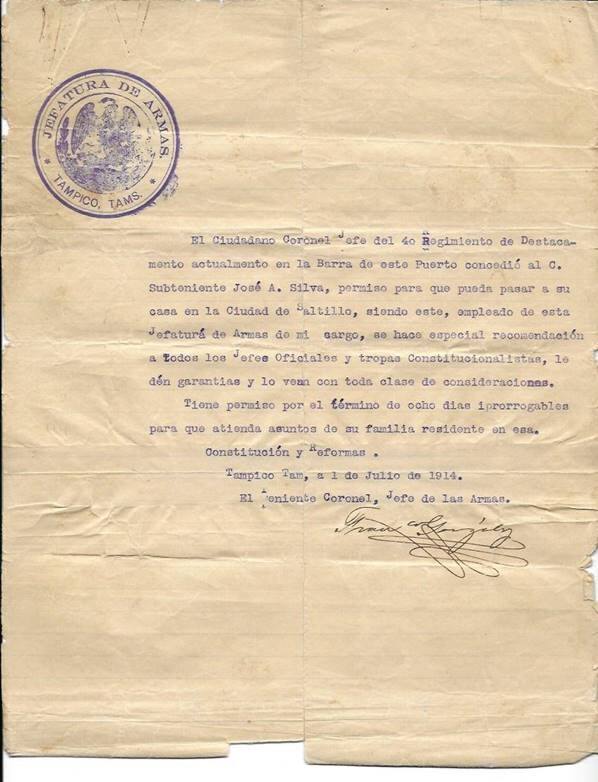 JEFATURA DE ARMAS.
* TAMPICO, TAMS. *
El Ciudadano Coronel Jefe del 4o Regimiento de Destaca-
mento actualmento en la Barra de este Puerto concedió al C.
Subteniente José A. Silva, permiso para que pueda pasar a su
casa en la Ciudad de Saltillo, siendo este, empleado de esta
Jefaturá de Armas de mi cargo, se hace especial recomendación
a todos los Jefes Oficiales y tropas Constitucionalistas, le
dén garantias y lo vean con toda clase de consideraciones.
Tiene permiso por el término de ocho dias iprorrogables
para que atienda asuntos de su familia residente en esa.
Constitución y Reformas .
Tampico Tam, a 1 de Julio de 1914.
El Teniente Coronel, Jefe de las Armas.
Franco González